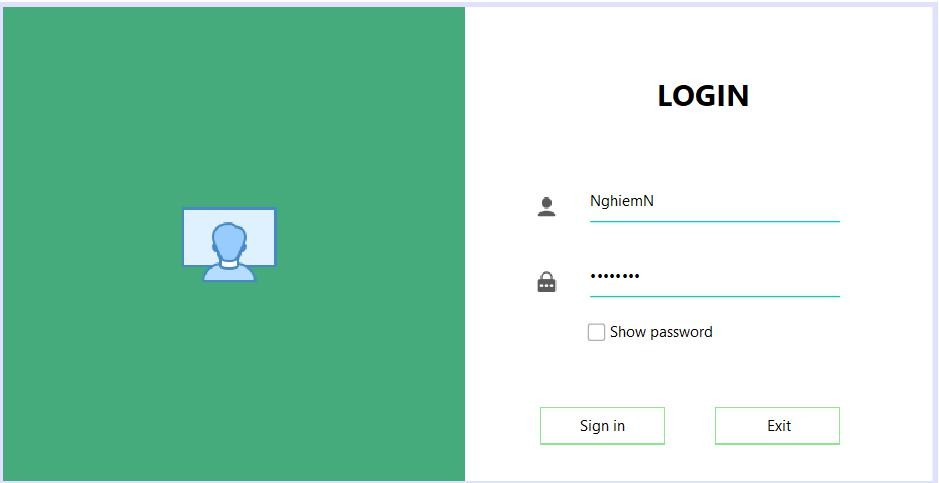 LOGIN
NghiemN
••••••••
Show password
Sign in Exit